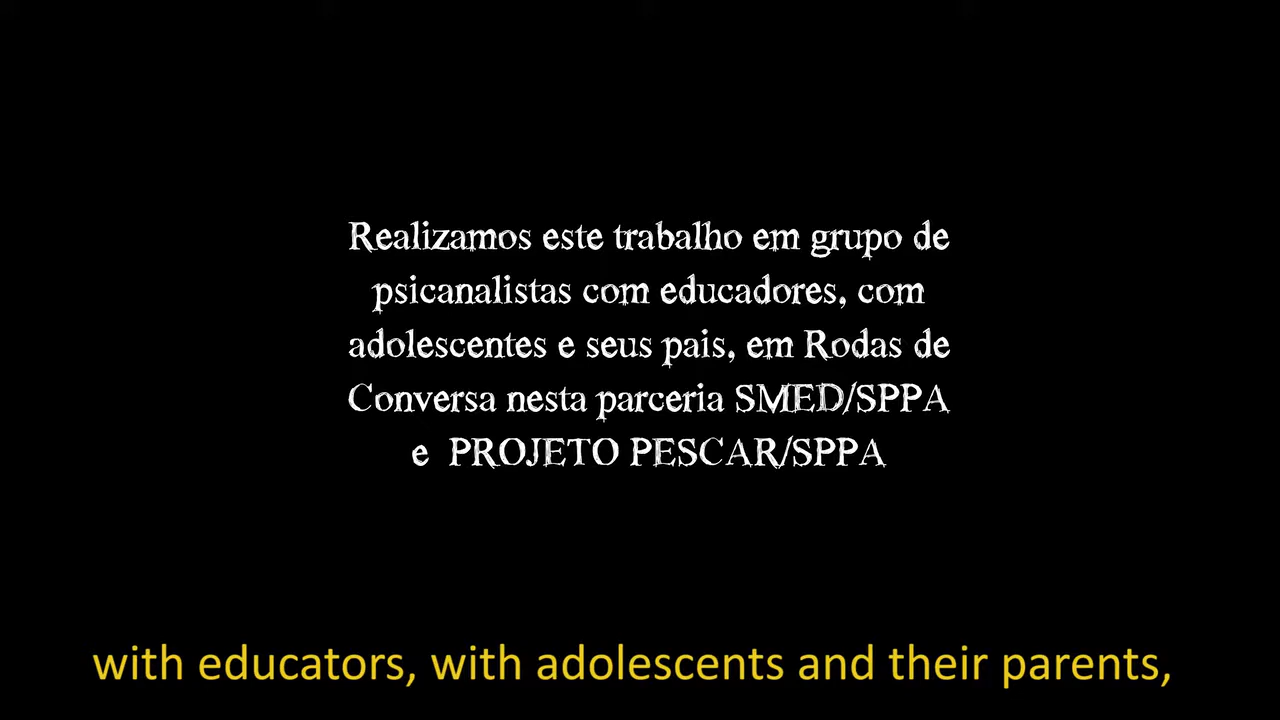 Realizamos este trabalho em grupo de
psicanalistas com educadores, com
adolescentes e seus pais, em Rodas de
Conversa nesta parceria SMED/SPPA
e PROJETO PESCAR/SPPA
with educators, with adolescents and their parents,